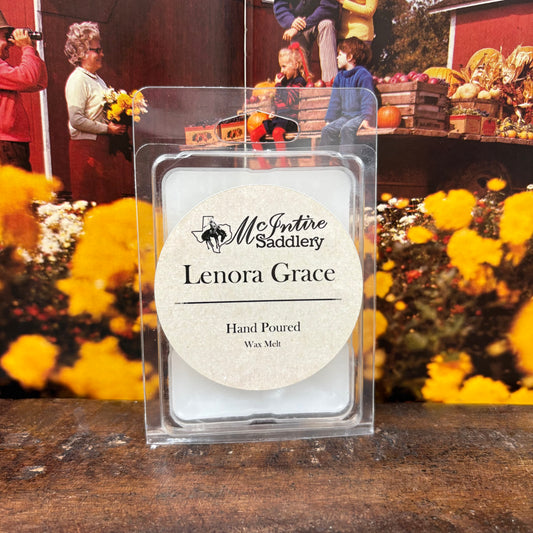 McIntire
Saddlery
Lenora Grace
Hand Poured
Wax Melt